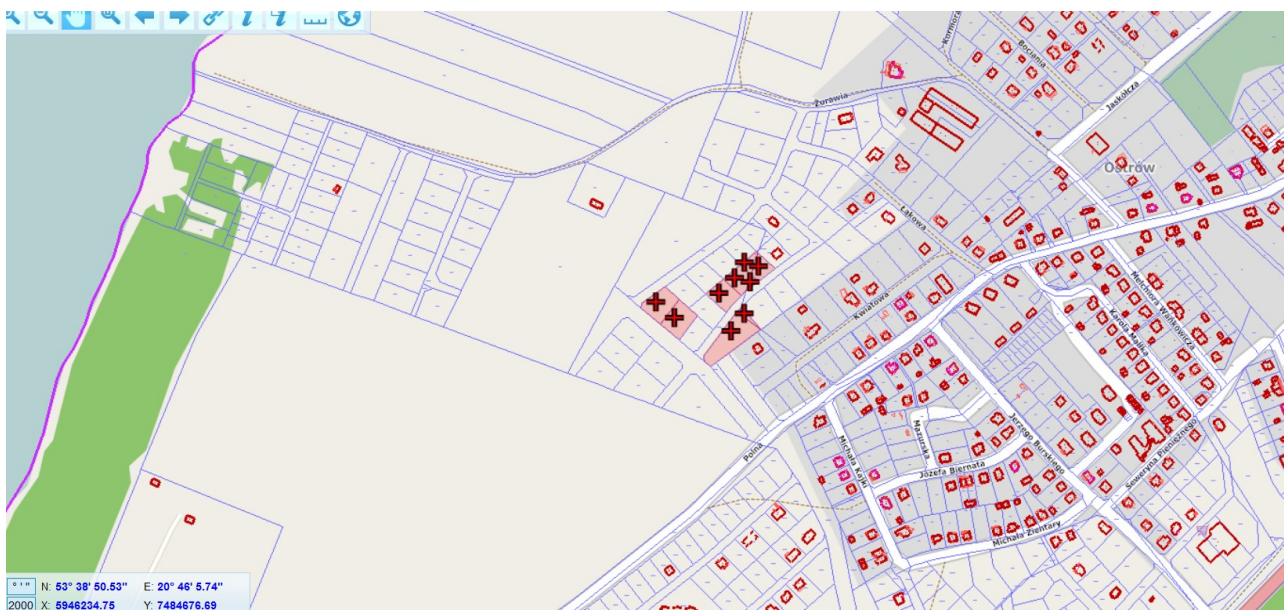 Kormora
Bociania
Żurawia
Jaskółcza
Ostrów
Łąkowa
Kwiatowa
Melchiora Wańkowicza
Karola Małłka
Polna
Michała Kajki
Mazurska
Jerzego Burskiego
Józefa Biernata
Seweryna Pieniężnego
Michała Zientary
° ' " N: 53° 38' 50.53" E: 20° 46' 5.74"
2000 X: 5946234.75 Y: 7484676.69